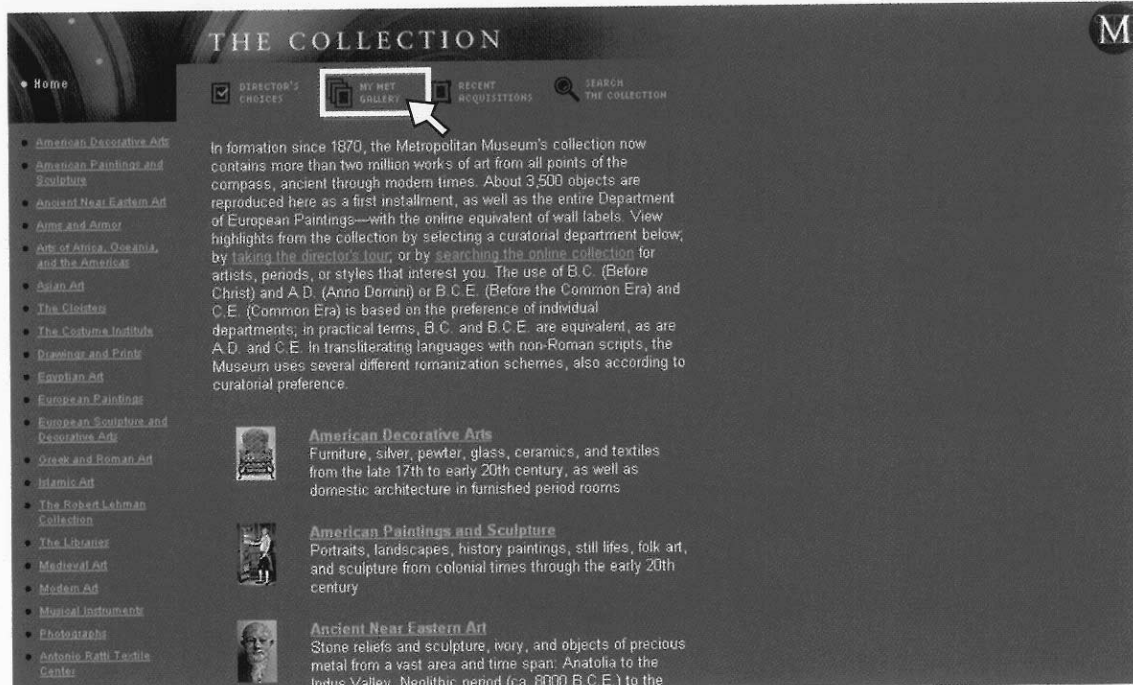 THE COLLECTION
M
Home
DIRECTOR'S
CHOICES
MY MET
GALLERY
RECENT
ACQUISITIONS
SEARCH
THE COLLECTION
American Decorative Arts
American Paintings and
Sculpture
Ancient Near Eastern Art
Arms and Armor
Arts of Africa, Oceania,
and the Americas
Asian Art
The Cloisters
The Costume Institute
Drawings and Prints
Egyptian Art
European Paintings
European Sculpture and
Decorative Arts
Greek and Roman Art
Islamic Art
The Robert Lehman
Collection
The Libraries
Medieval Art
Modern Art
Musical Instruments
Photographs
Antonio Ratti Textile
Center
In formation since 1870, the Metropolitan Museum's collection now
contains more than two million works of art from all points of the
compass, ancient through modern times. About 3,500 objects are
reproduced here as a first installment, as well as the entire Department
of European Paintings—with the online equivalent of wall labels. View
highlights from the collection by selecting a curatorial department below;
by taking the director's tour; or by searching the online collection for
artists, periods, or styles that interest you. The use of B.C. (Before
Christ) and A.D. (Anno Domini) or B.C.E. (Before the Common Era) and
C.E. (Common Era) is based on the preference of individual
departments; in practical terms, B.C. and B.C.E. are equivalent, as are
A.D. and C.E. In transliterating languages with non-Roman scripts, the
Museum uses several different romanization schemes, also according to
curatorial preference.
American Decorative Arts
Furniture, silver, pewter, glass, ceramics, and textiles
from the late 17th to early 20th century, as well as
domestic architecture in furnished period rooms
American Paintings and Sculpture
Portraits, landscapes, history paintings, still lifes, folk art,
and sculpture from colonial times through the early 20th
century
Ancient Near Eastern Art
Stone reliefs and sculpture, ivory, and objects of precious
metal from a vast area and time span: Anatolia to the
Indus Valley, Neolithic period (ca. 8000 B.C.E.) to the